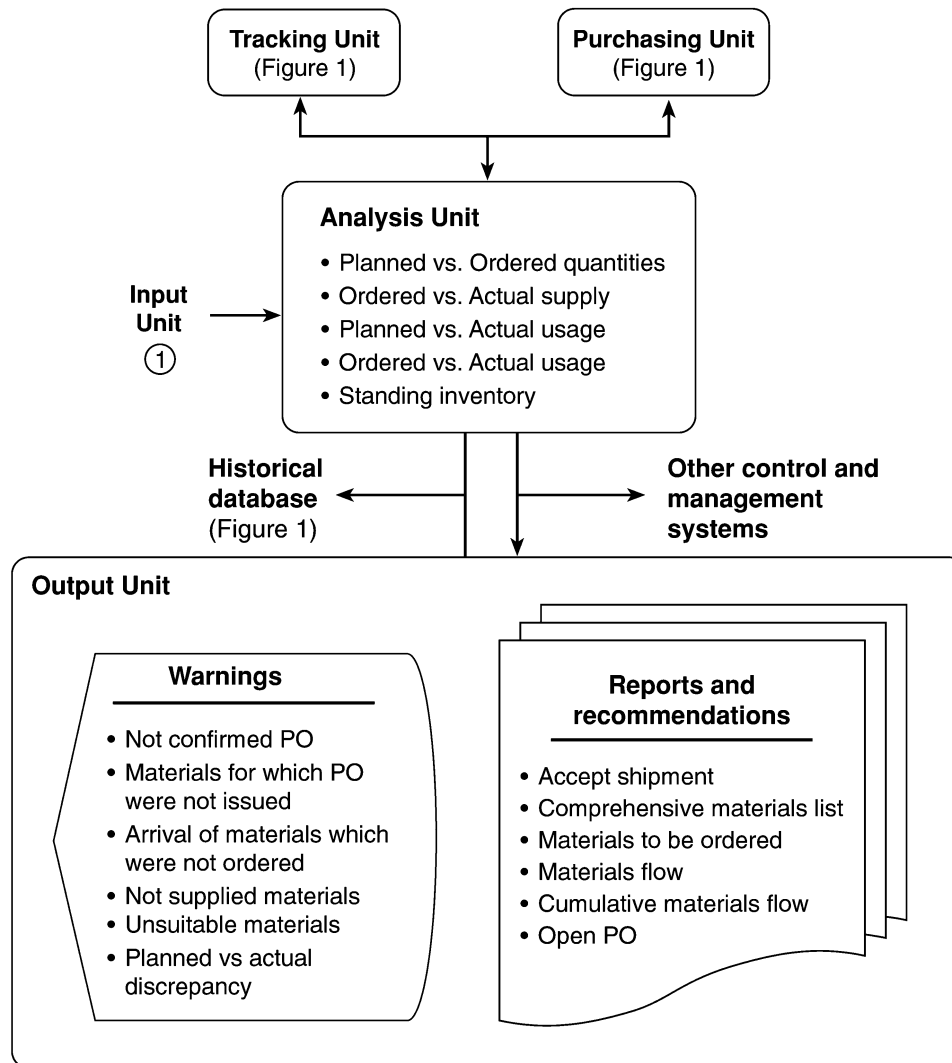 Tracking Unit
(Figure 1)
Purchasing Unit
(Figure 1)
Analysis Unit
• Planned vs. Ordered quantities
• Ordered vs. Actual supply
• Planned vs. Actual usage
• Ordered vs. Actual usage
• Standing inventory
Input
Unit
1
Historical
database
(Figure 1)
Other control and
management
systems
Output Unit
Warnings
• Not confirmed PO
• Materials for which PO
were not issued
• Arrival of materials which
were not ordered
• Not supplied materials
• Unsuitable materials
• Planned vs actual
discrepancy
Reports and
recommendations
• Accept shipment
• Comprehensive materials list
• Materials to be ordered
• Materials flow
• Cumulative materials flow
• Open PO